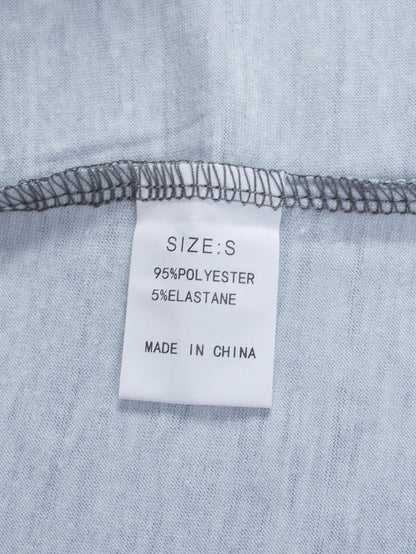 SIZE:S
95%POLYESTER
5%ELASTANE
MADE IN CHINA